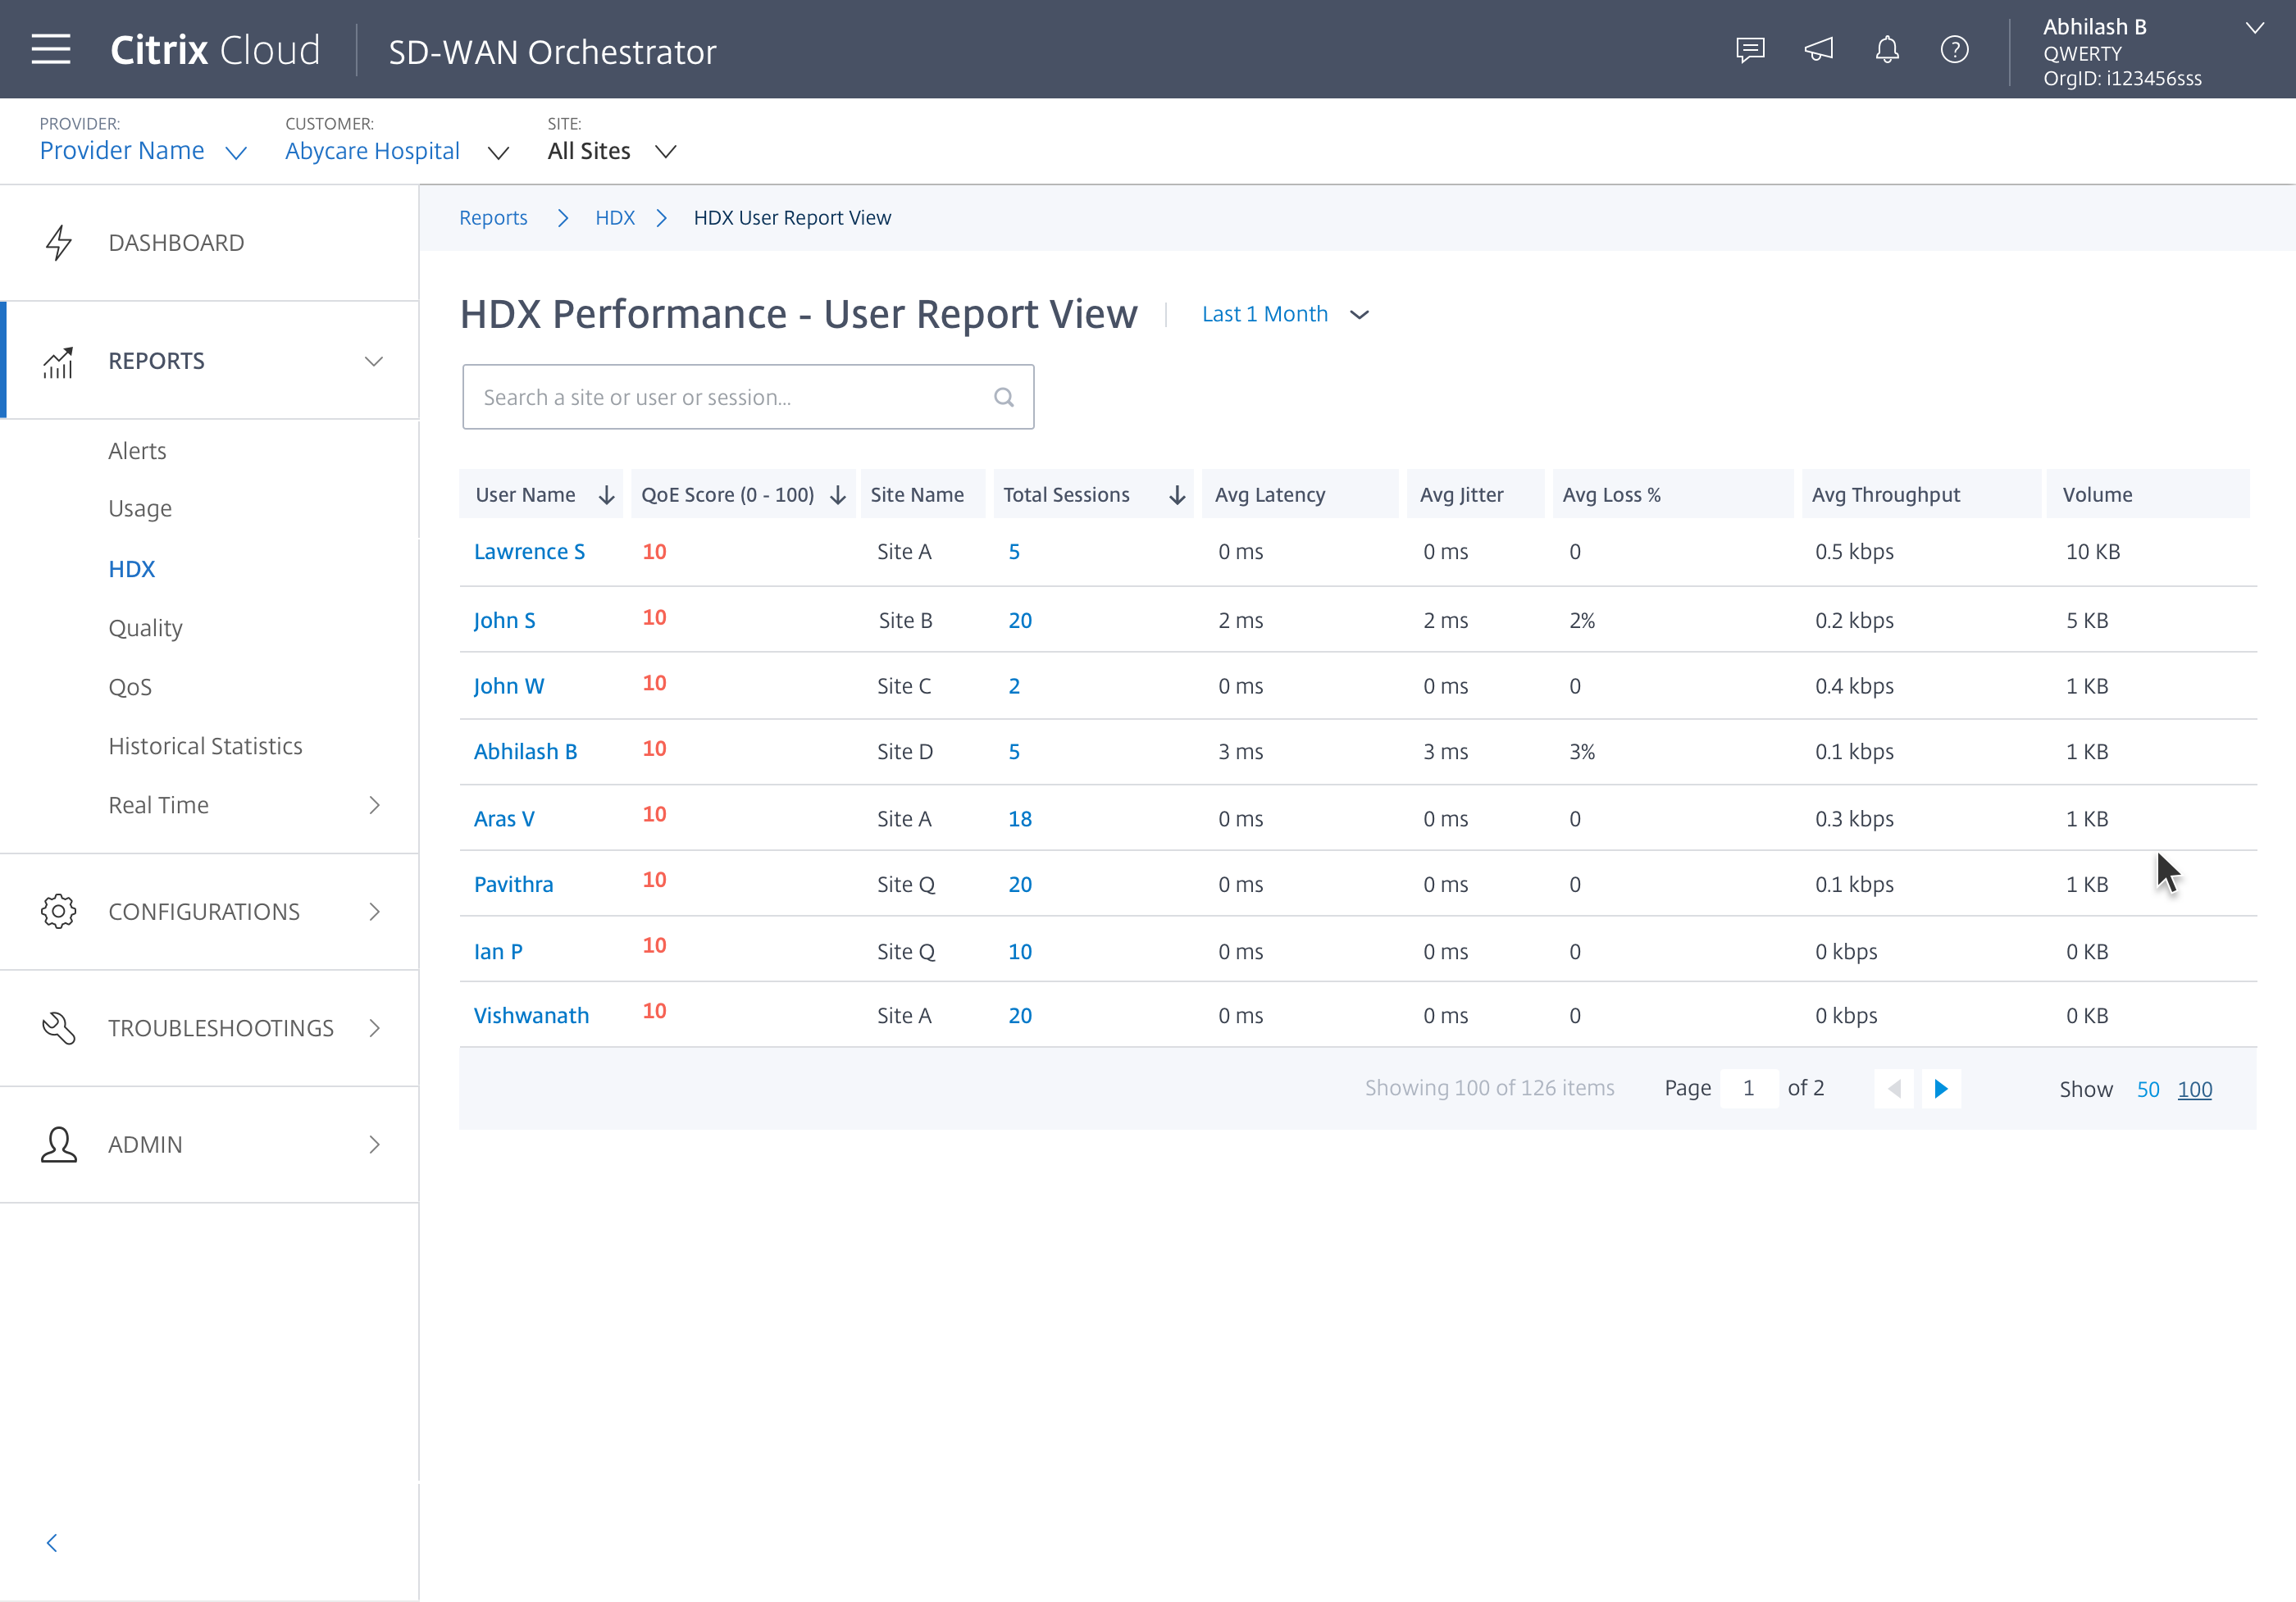 Citrix Cloud SD-WAN Orchestrator
Abhilash B
QWERTY
OrgID: i123456sss
PROVIDER: CUSTOMER: SITE:
Provider Name Abycare Hospital All Sites
DASHBOARD
REPORTS
Alerts
Usage
HDX
Quality
QoS
Historical Statistics
Real Time
CONFIGURATIONS
TROUBLESHOOTINGS
ADMIN
Reports HDX HDX User Report View
HDX Performance - User Report View Last 1 Month
Search a site or user or session...
User Name QoE Score (0 - 100) Site Name Total Sessions Avg Latency Avg Jitter Avg Loss % Avg Throughput Volume
Lawrence S 10 Site A 5 0 ms 0 ms 0 0.5 kbps 10 KB
John S 10 Site B 20 2 ms 2 ms 2% 0.2 kbps 5 KB
John W 10 Site C 2 0 ms 0 ms 0 0.4 kbps 1 KB
Abhilash B 10 Site D 5 3 ms 3 ms 3% 0.1 kbps 1 KB
Aras V 10 Site A 18 0 ms 0 ms 0 0.3 kbps 1 KB
Pavithra 10 Site Q 20 0 ms 0 ms 0 0.1 kbps 1 KB
Ian P 10 Site Q 10 0 ms 0 ms 0 0 kbps 0 KB
Vishwanath 10 Site A 20 0 ms 0 ms 0 0 kbps 0 KB
Showing 100 of 126 items Page 1 of 2 Show 50 100